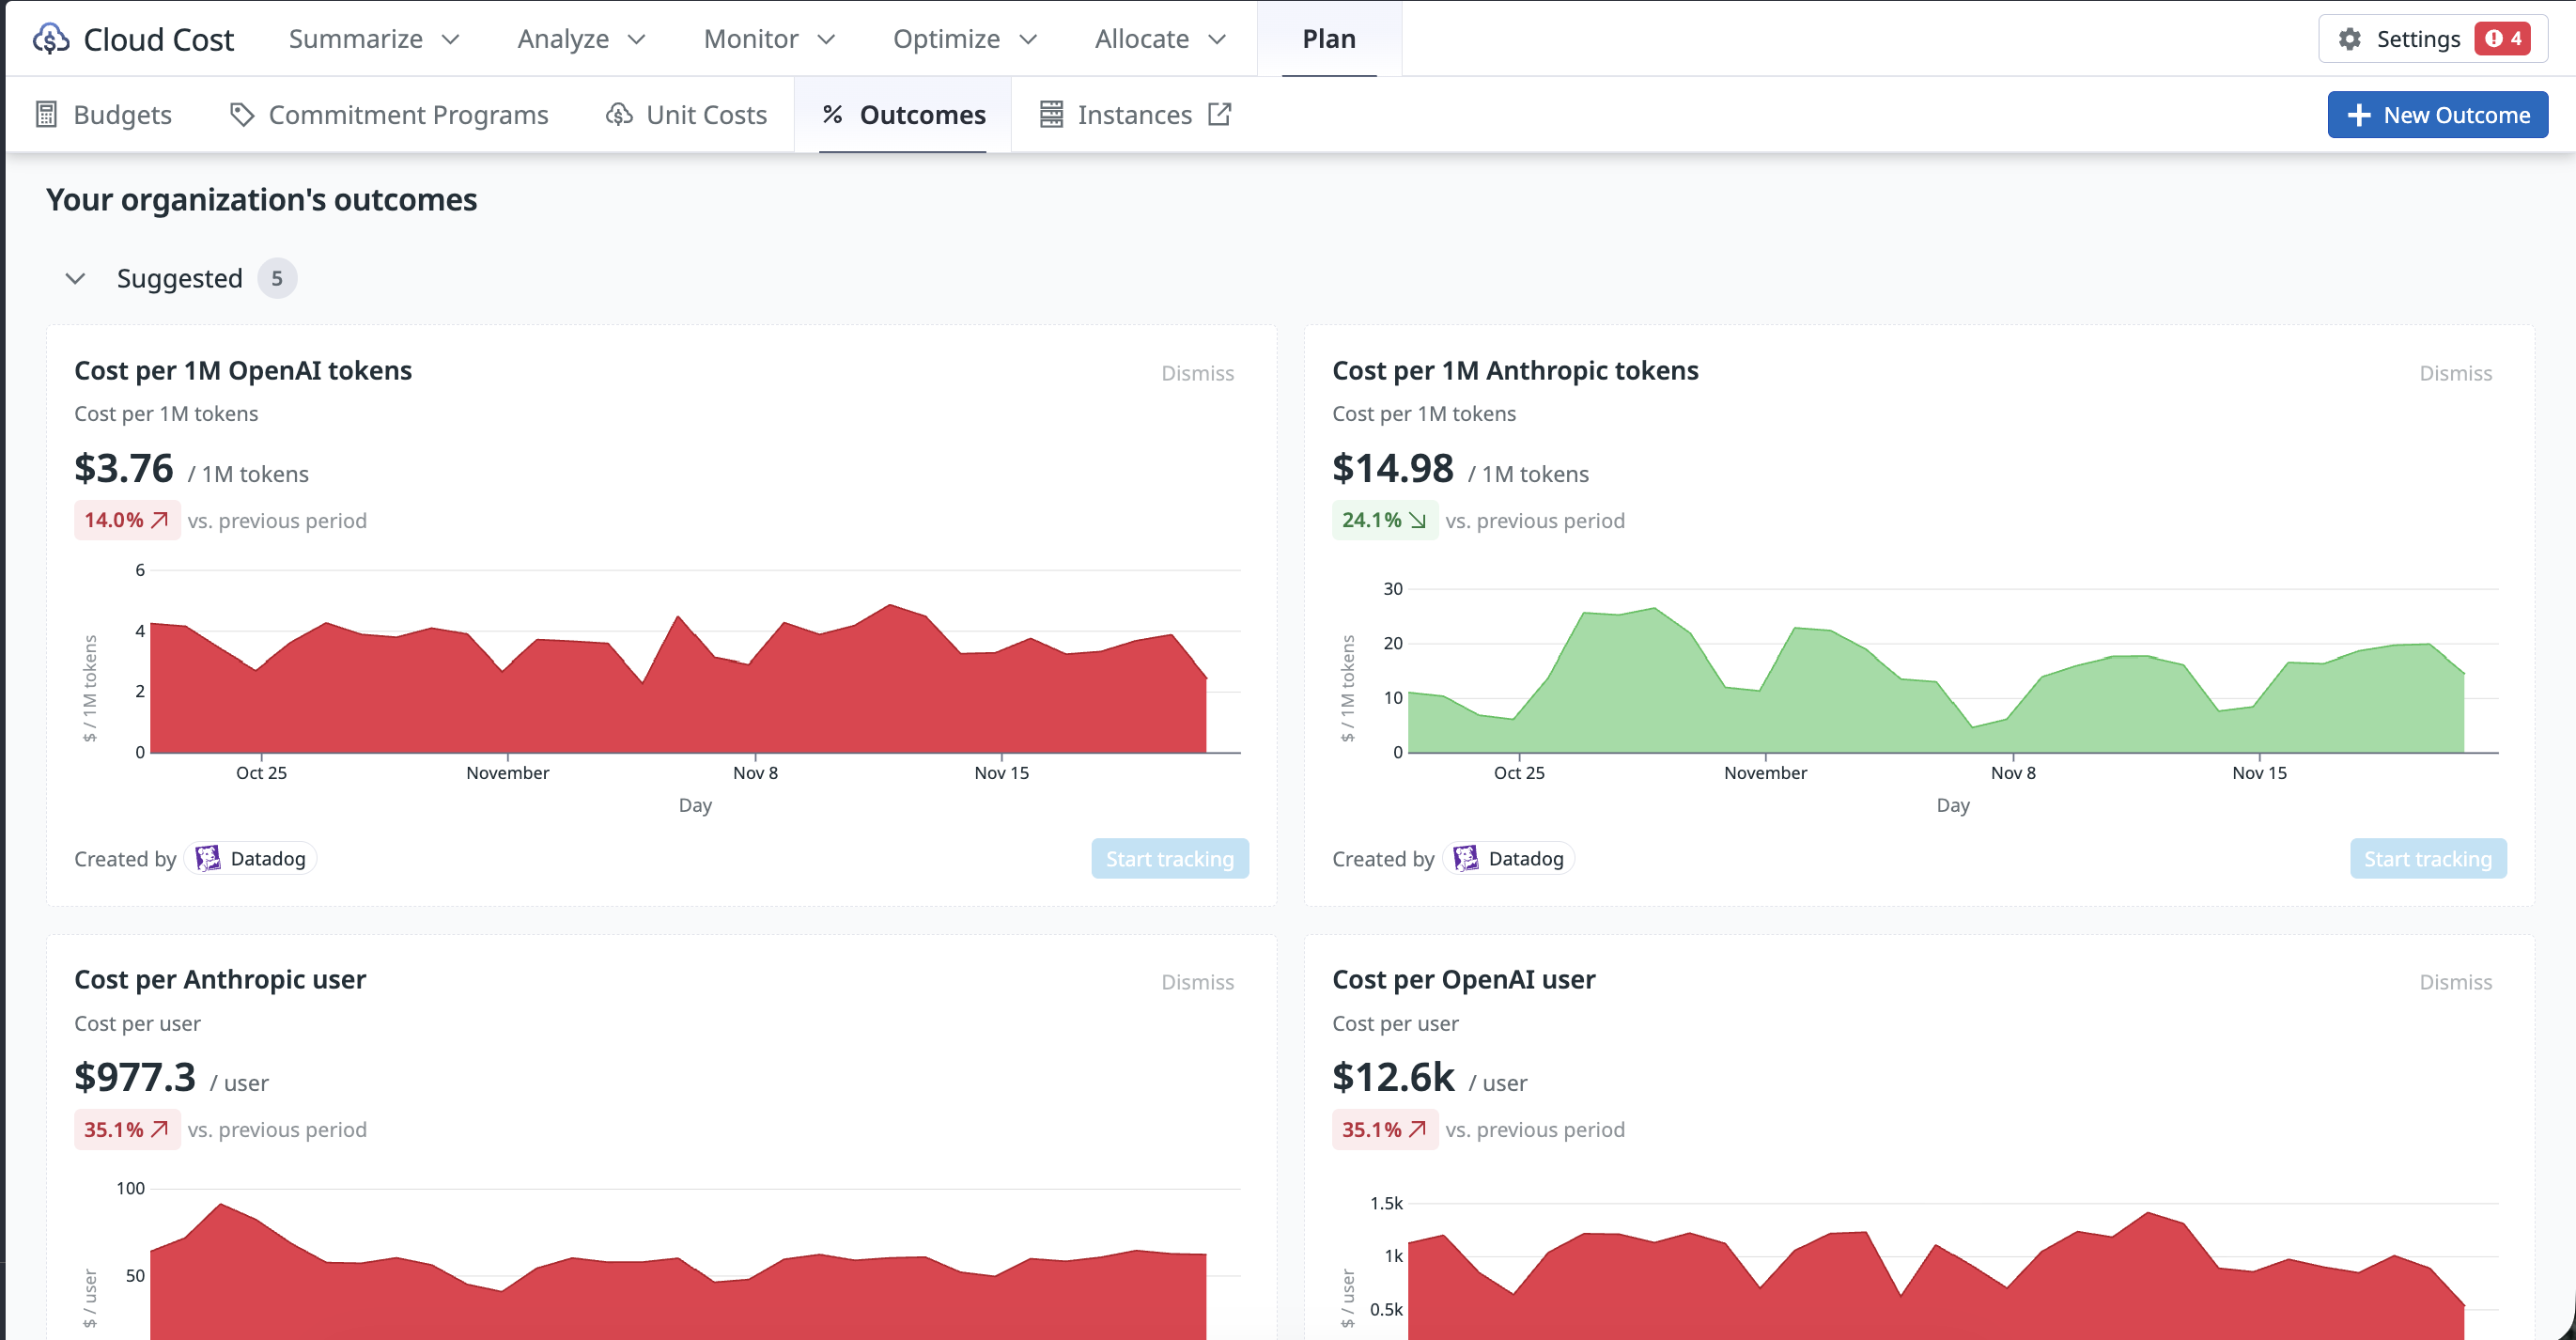 Cloud Cost Summarize Analyze Monitor Optimize Allocate Plan Settings 4
Budgets Commitment Programs Unit Costs % Outcomes Instances + New Outcome
Your organization's outcomes
Suggested 5
Cost per 1M OpenAI tokens Dismiss
Cost per 1M tokens
$3.76 / 1M tokens
14.0% vs. previous period
6
4
2
0
$ / 1M tokens
Oct 25 November Nov 8 Nov 15
Day
Created by Datadog Start tracking
Cost per 1M Anthropic tokens Dismiss
Cost per 1M tokens
$14.98 / 1M tokens
24.1% vs. previous period
30
20
10
0
$ / 1M tokens
Oct 25 November Nov 8 Nov 15
Day
Created by Datadog Start tracking
Cost per Anthropic user Dismiss
Cost per user
$977.3 / user
35.1% vs. previous period
100
50
$ / user
Cost per OpenAI user Dismiss
Cost per user
$12.6k / user
35.1% vs. previous period
1.5k
1k
0.5k
$ / user